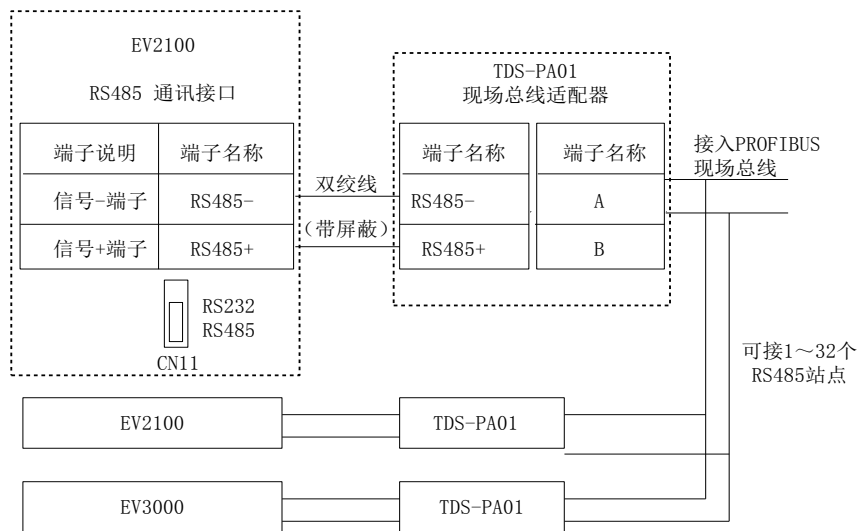 EV2100
RS485 通讯接口
端子说明 端子名称
信号-端子 RS485-
信号+端子 RS485+
RS232
RS485
CN11
双绞线
(带屏蔽)
TDS-PA01
现场总线适配器
端子名称 端子名称
RS485- A
RS485+ B
接入PROFIBUS
现场总线
可接1～32个
RS485站点
EV2100 TDS-PA01
EV3000 TDS-PA01